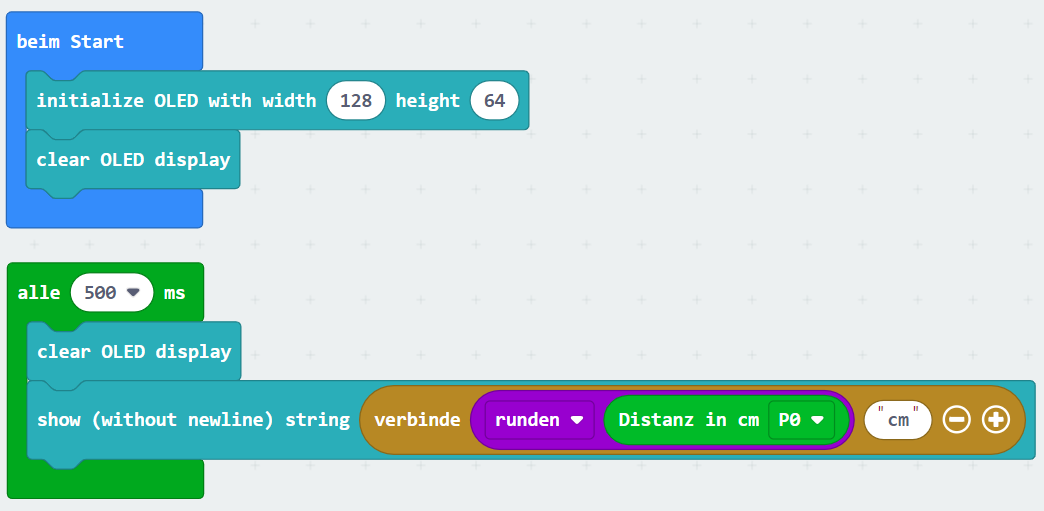 beim Start
initialize OLED with width 128 height 64
clear OLED display
alle 500 ms
clear OLED display
show (without newline) string verbinde runden Distanz in cm P0 "cm"